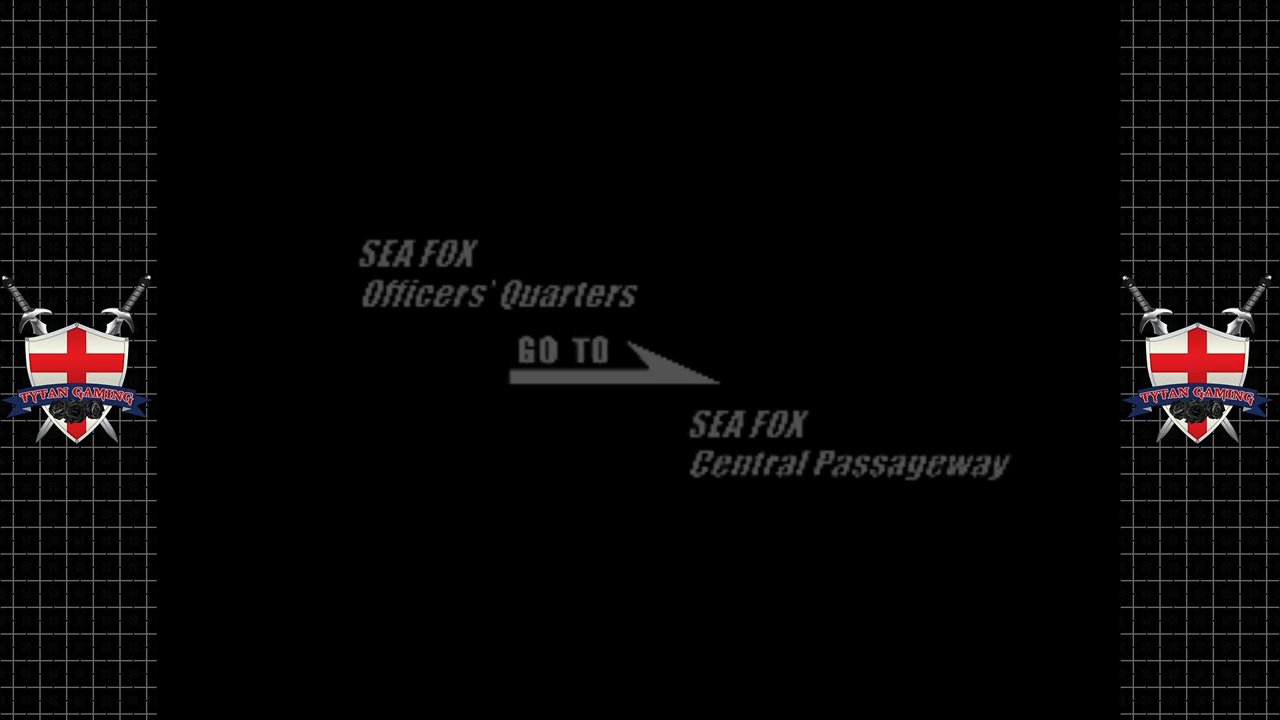 SEA FOX
Officers' Quarters
GO TO
SEA FOX
Central Passageway
TYTAN GAMING
TYTAN GAMING